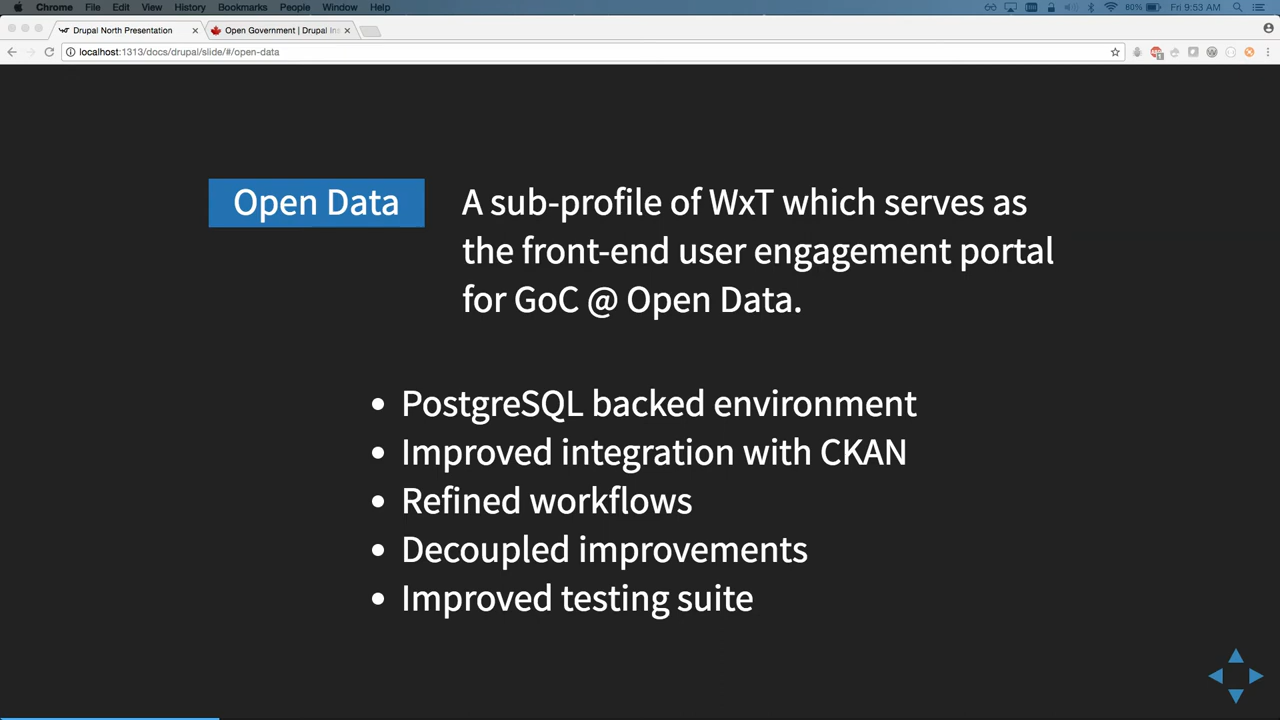 Chrome File Edit View History Bookmarks People Window Help 80% Fri 9:53 AM
Drupal North Presentation Open Government | Drupal Ins
localhost:1313/docs/drupal/slide/#/open-data
Open Data
A sub-profile of WxT which serves as
the front-end user engagement portal
for GoC @ Open Data.
• PostgreSQL backed environment
• Improved integration with CKAN
• Refined workflows
• Decoupled improvements
• Improved testing suite